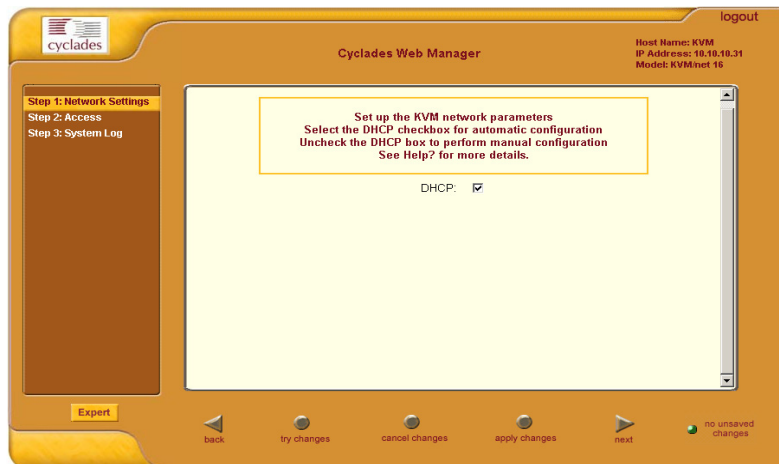 logout
cyclades
Cyclades Web Manager
Host Name: KVM
IP Address: 10.10.10.31
Model: KVM/net 16
Step 1: Network Settings
Step 2: Access
Step 3: System Log
Set up the KVM network parameters
Select the DHCP checkbox for automatic configuration
Uncheck the DHCP box to perform manual configuration
See Help? for more details.
DHCP:
Expert
back
try changes
cancel changes
apply changes
next
no unsaved
changes